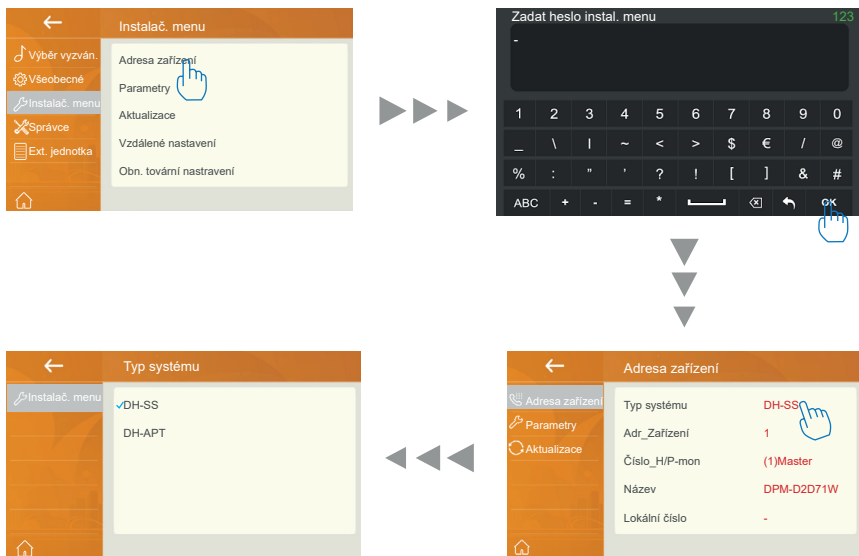 Instalač. menu
Výběr vyzván.
Všeobecné
Instalač. menu
Správce
Ext. jednotka
Adresa zařízení
Parametry
Aktualizace
Vzdálené nastavení
Obn. tovární nastravení
Zadat heslo instal. menu 123
-
1 2 3 4 5 6 7 8 9 0
_ \ | ~ < > $ € / @
% : " ' ? ! [ ] & #
ABC + - = * OK
Adresa zařízení
Adresa zařízení
Parametry
Aktualizace
Typ systému DH-SS
Adr_Zařízení 1
Číslo_H/P-mon (1)Master
Název DPM-D2D71W
Lokální číslo -
Typ systému
Instalač. menu
DH-SS
DH-APT